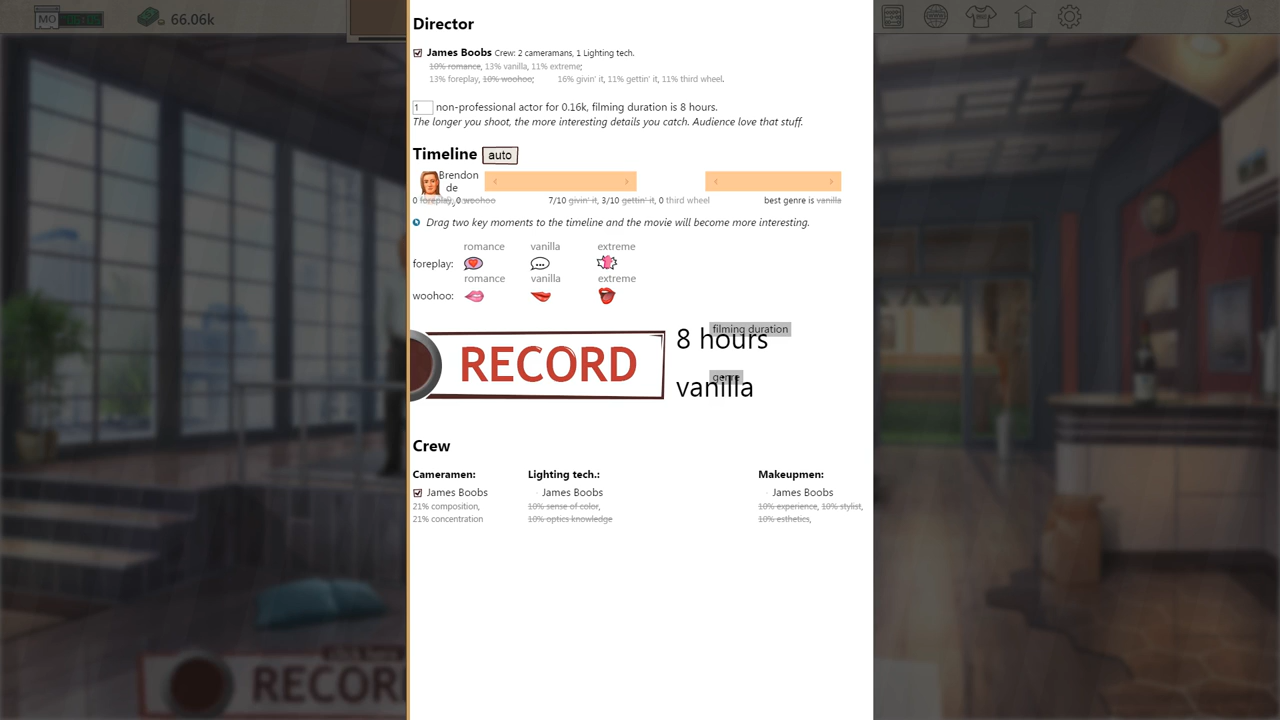 MO
66.06k
Director
James Boobs Crew: 2 cameramans, 1 Lighting tech.
10% romance, 13% vanilla, 11% extreme;
13% foreplay, 10% woohoo; 16% givin' it, 11% gettin' it, 11% third wheel.
1 non-professional actor for 0.16k, filming duration is 8 hours.
The longer you shoot, the more interesting details you catch. Audience love that stuff.
Timeline auto
Brendon
de
0 foreplay, 0 woohoo 7/10 givin' it, 3/10 gettin' it, 0 third wheel best genre is vanilla
Drag two key moments to the timeline and the movie will become more interesting.
romance vanilla extreme
foreplay:
romance vanilla extreme
woohoo:
RECORD
filming duration
8 hours
genre
vanilla
Crew
Cameramen: Lighting tech.: Makeupmen:
James Boobs James Boobs James Boobs
21% composition, 10% sense of color, 10% experience, 10% stylist,
21% concentration 10% optics knowledge 10% esthetics,
RECOR